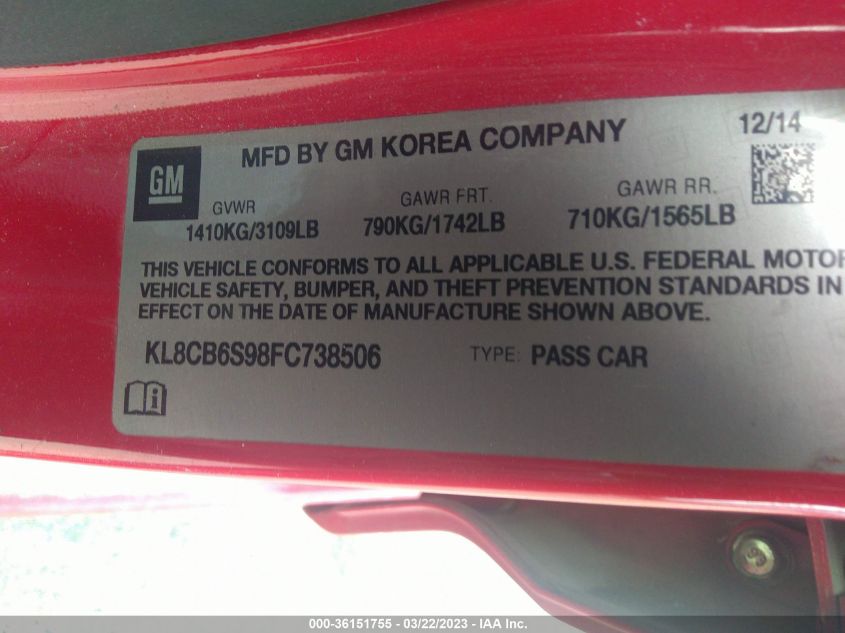 MFD BY GM KOREA COMPANY
12/14
GM
GVWR
GAWR FRT.
GAWR RR.
1410KG/3109LB
790KG/1742LB
710KG/1565LB
THIS VEHICLE CONFORMS TO ALL APPLICABLE U.S. FEDERAL MOTOR
VEHICLE SAFETY, BUMPER, AND THEFT PREVENTION STANDARDS IN
EFFECT ON THE DATE OF MANUFACTURE SHOWN ABOVE.
KL8CB6S98FC738506
TYPE: PASS CAR
i
000-36151755 — 03/22/2023 — IAA Inc.